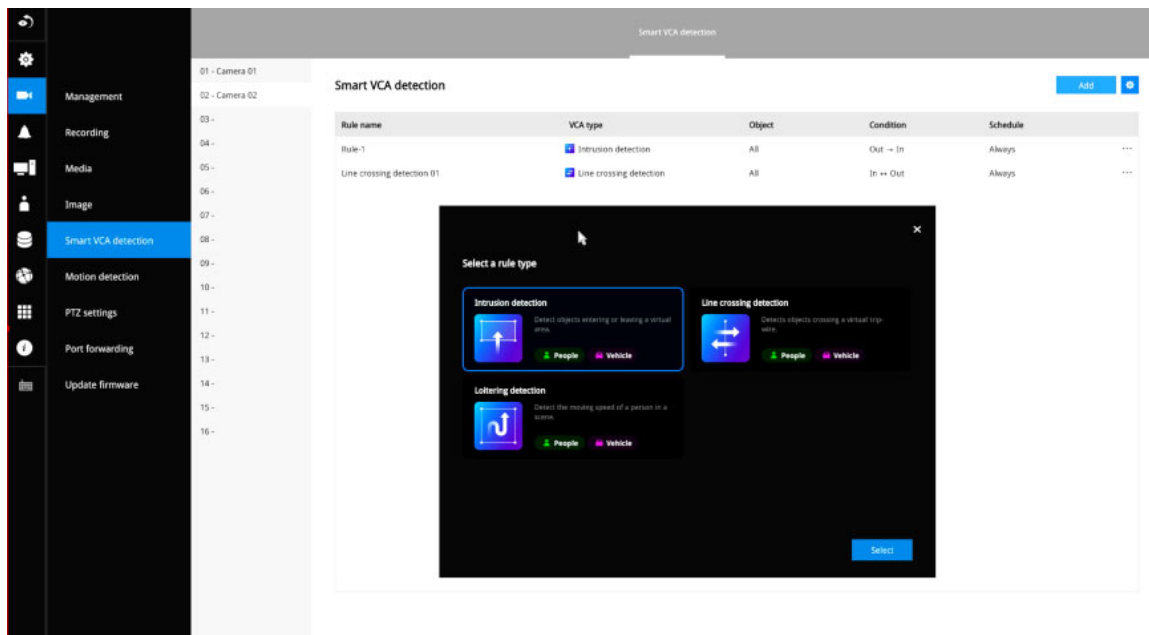 Smart VCA detection
Management
Recording
Media
Image
Smart VCA detection
Motion detection
PTZ settings
Port forwarding
Update firmware
01 - Camera 01
02 - Camera 02
03 -
04 -
05 -
06 -
07 -
08 -
09 -
10 -
11 -
12 -
13 -
14 -
15 -
16 -
Smart VCA detection
Add
Rule name VCA type Object Condition Schedule
Rule-1 Intrusion detection All Out → In Always ...
Line crossing detection 01 Line crossing detection All In ↔ Out Always ...
Select a rule type
Intrusion detection
Detect objects entering or leaving a virtual
area.
People Vehicle
Line crossing detection
Detects objects crossing a virtual trip-
wire.
People Vehicle
Loitering detection
Detect the moving speed of a person in a
scene.
People Vehicle
Select